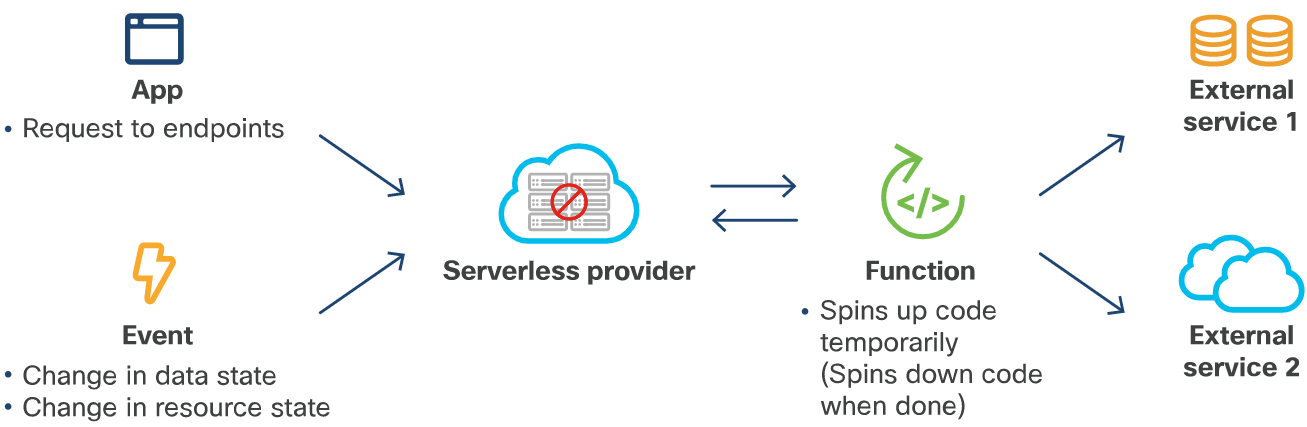 App
• Request to endpoints
Event
• Change in data state
• Change in resource state
Serverless provider
</>
Function
• Spins up code
temporarily
(Spins down code
when done)
External
service 1
External
service 2